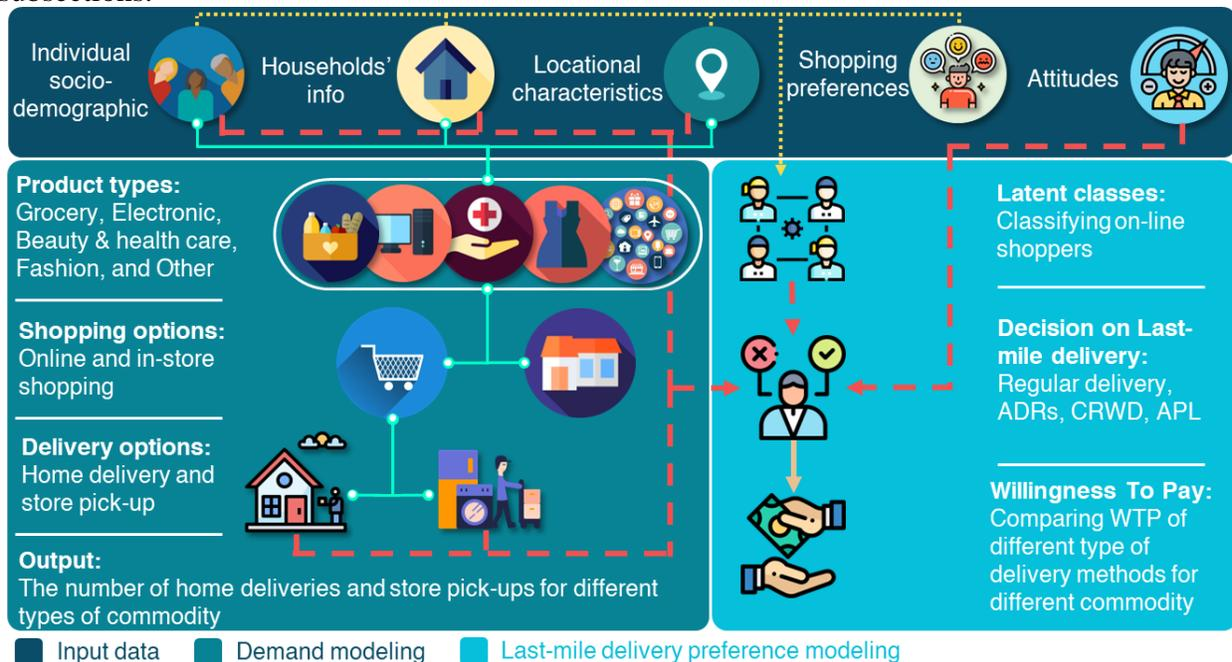 subsections.
Individual
socio-
demographic
Households’
info
Locational
characteristics
Shopping
preferences
Attitudes
Product types:
Grocery, Electronic,
Beauty & health care,
Fashion, and Other
Shopping options:
Online and in-store
shopping
Delivery options:
Home delivery and
store pick-up
Output:
The number of home deliveries and store pick-ups for different
types of commodity
Latent classes:
Classifying on-line
shoppers
Decision on Last-
mile delivery:
Regular delivery,
ADRs, CRWD, APL
Willingness To Pay:
Comparing WTP of
different type of
delivery methods for
different commodity
Input data
Demand modeling
Last-mile delivery preference modeling